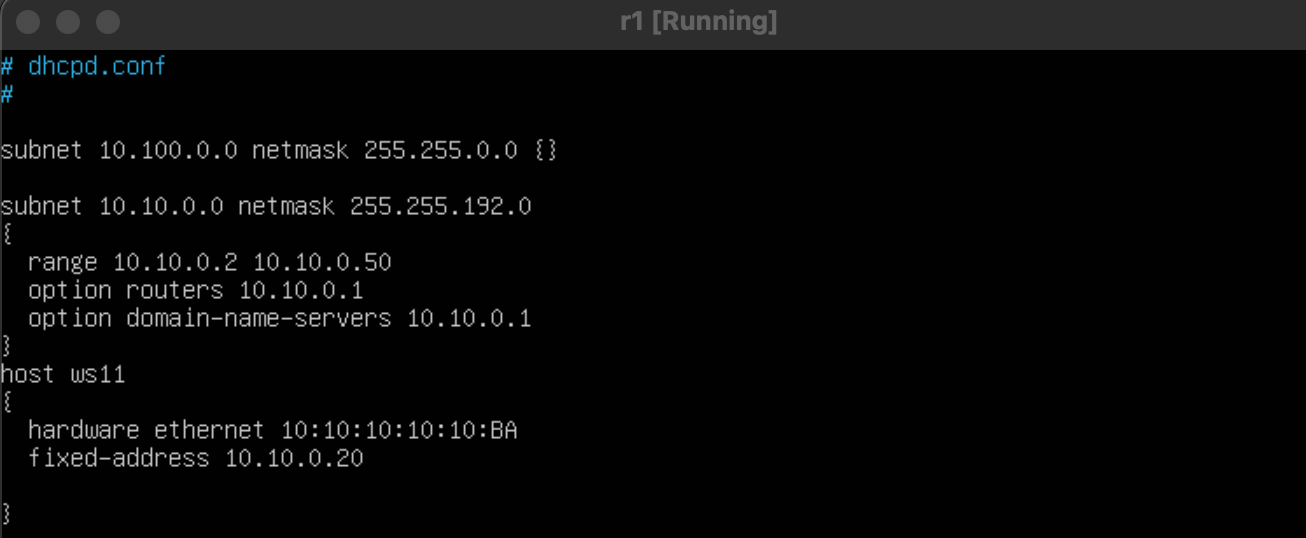 r1 [Running]
# dhcpd.conf
#
subnet 10.100.0.0 netmask 255.255.0.0 {}
subnet 10.10.0.0 netmask 255.255.192.0
{
range 10.10.0.2 10.10.0.50
option routers 10.10.0.1
option domain-name-servers 10.10.0.1
}
host ws11
{
hardware ethernet 10:10:10:10:10:BA
fixed-address 10.10.0.20
}